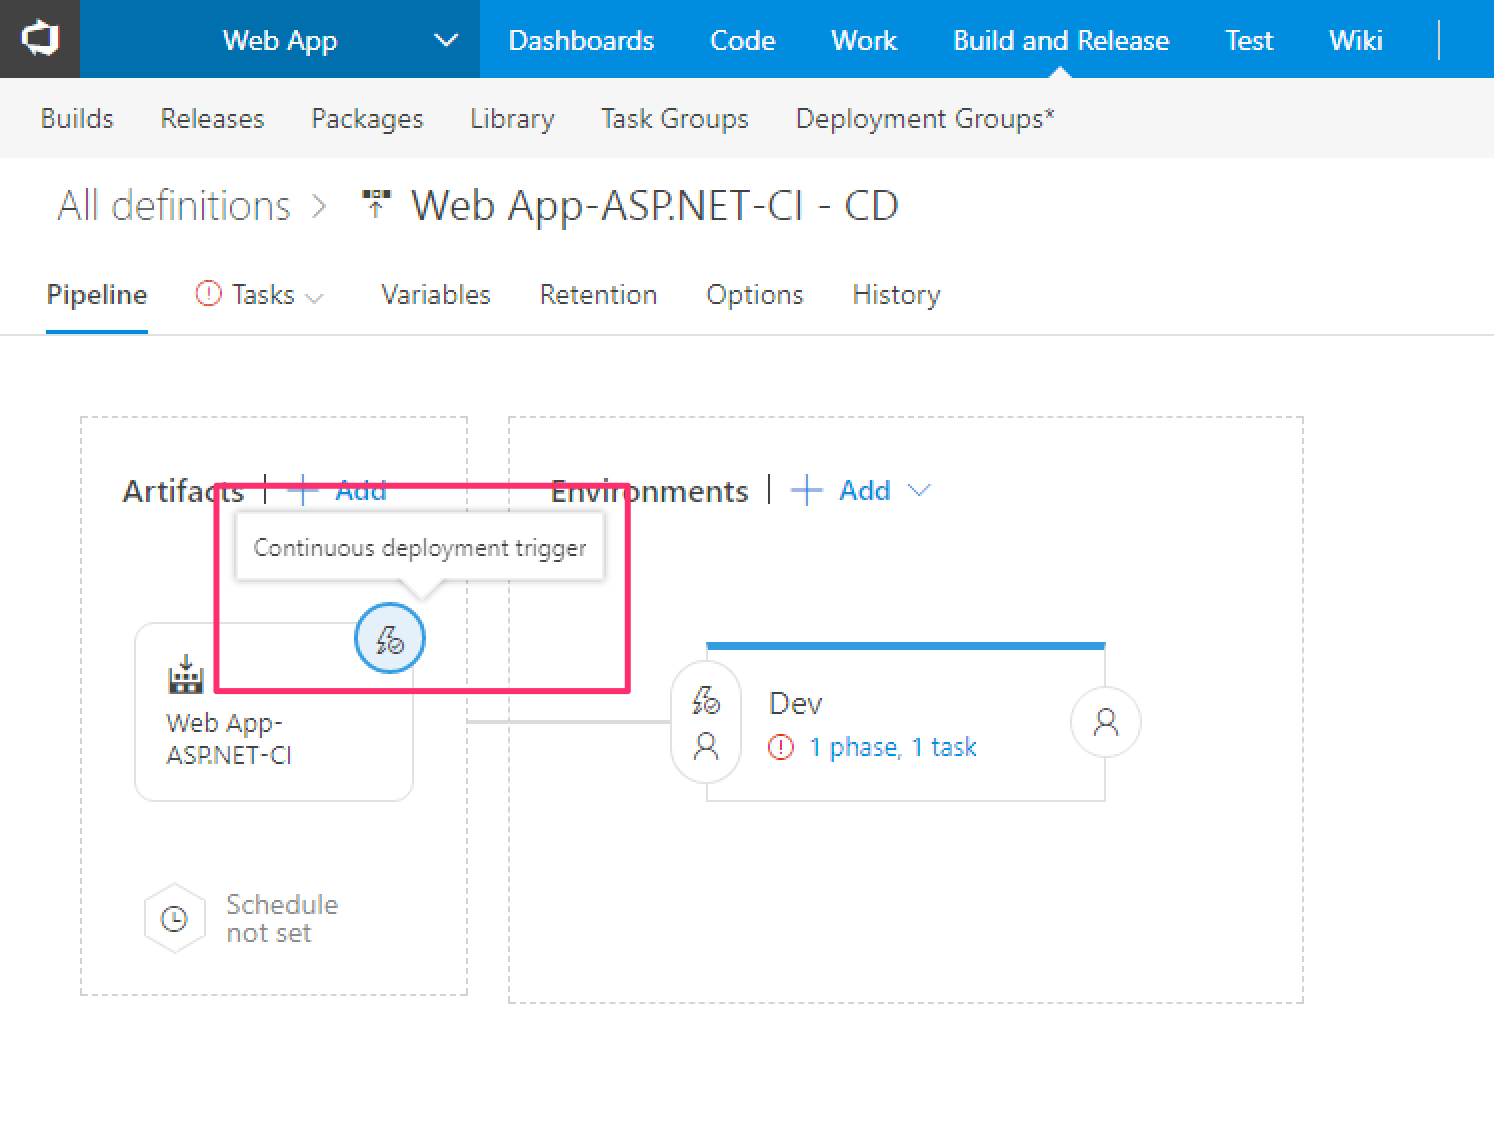 Web App Dashboards Code Work Build and Release Test Wiki
Builds Releases Packages Library Task Groups Deployment Groups*
All definitions > Web App-ASP.NET-CI - CD
Pipeline Tasks Variables Retention Options History
Artifacts | + Add Environments | + Add
Continuous deployment trigger
Web App-
ASP.NET-CI
Dev
1 phase, 1 task
Schedule
not set